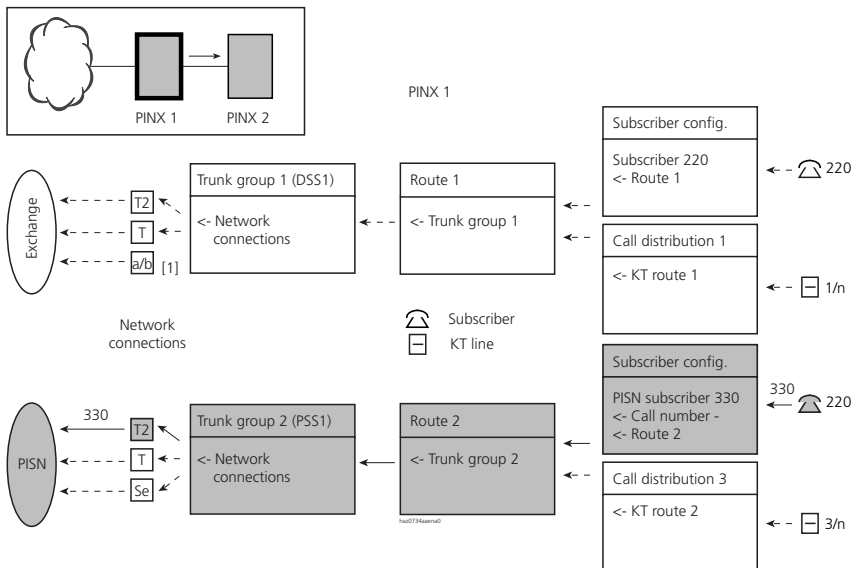 PINX 1
PINX 2
PINX 1
Exchange
T2
T
a/b
[1]
Trunk group 1 (DSS1)
<- Network
connections
Route 1
<- Trunk group 1
Subscriber config.
Subscriber 220
<- Route 1
220
Call distribution 1
<- KT route 1
1/n
Network
connections
Subscriber
KT line
PISN
330
T2
T
Se
Trunk group 2 (PSS1)
<- Network
connections
Route 2
<- Trunk group 2
haz0734aaena0
Subscriber config.
PISN subscriber 330
<- Call number -
<- Route 2
330
220
Call distribution 3
<- KT route 2
3/n